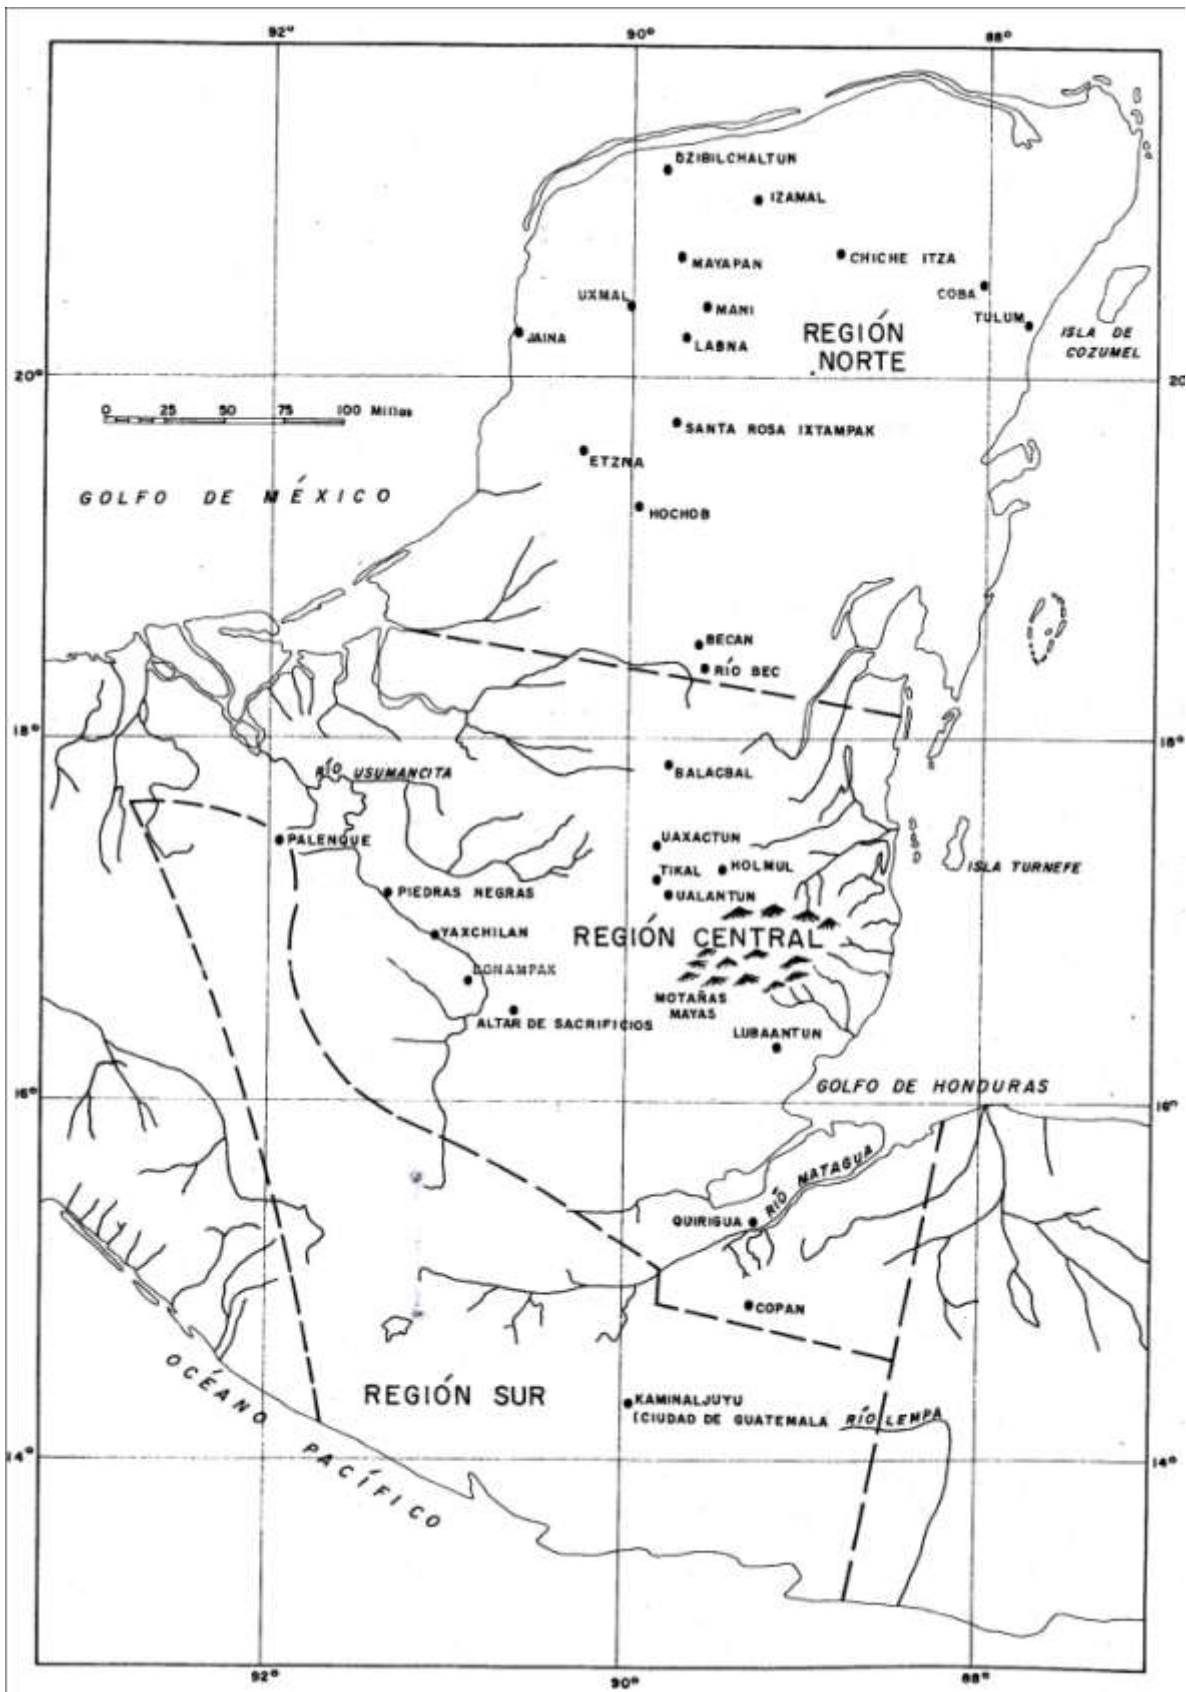 92°
90°
88°
DZIBILCHALTUN
IZAMAL
MAYAPAN
CHICHE ITZA
UXMAL
MANI
COBA
TULUM
JAINA
LABNA
REGIÓN
NORTE
ISLA DE
COZUMEL
20°
20
0 25 50 75 100 Millas
SANTA ROSA IXTAMPAK
ETZNA
GOLFO DE MÉXICO
HOCHOB
BECAN
RÍO BEC
18°
18°
RÍO USUMANCITA
BALACBAL
PALENQUE
UAXACTUN
TIKAL
HOLMUL
ISLA TURNEFE
PIEDRAS NEGRAS
UALANTUN
YAXCHILAN
REGIÓN CENTRAL
BONAMPAK
MOTAÑAS
MAYAS
ALTAR DE SACRIFICIOS
LUBAANTUN
GOLFO DE HONDURAS
16°
16°
RÍO MATAGUA
QUIRIGUA
COPAN
OCÉANO
PACÍFICO
REGIÓN SUR
KAMINALJUYU
(CIUDAD DE GUATEMALA
RÍO LEMPA
14°
14°
92°
90°
88°